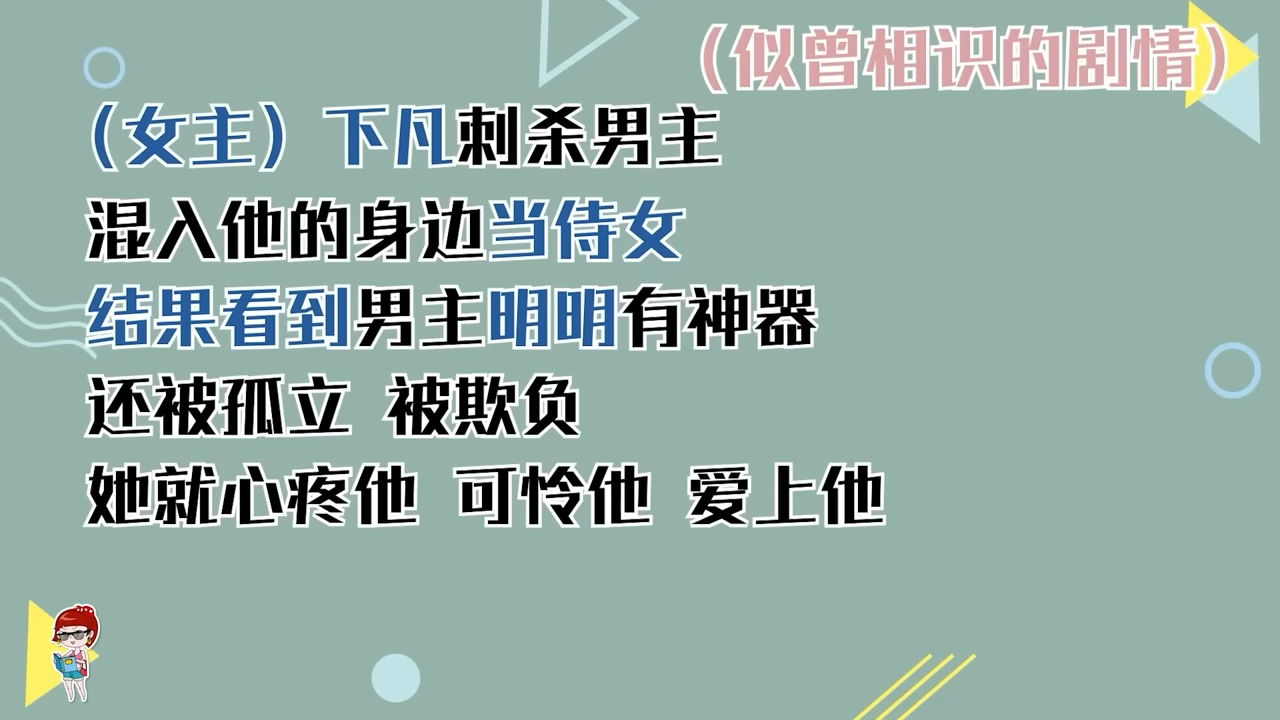 （似曾相识的剧情）
（女主）下凡刺杀男主
混入他的身边当侍女
结果看到男主明明有神器
还被孤立 被欺负
她就心疼他 可怜他 爱上他